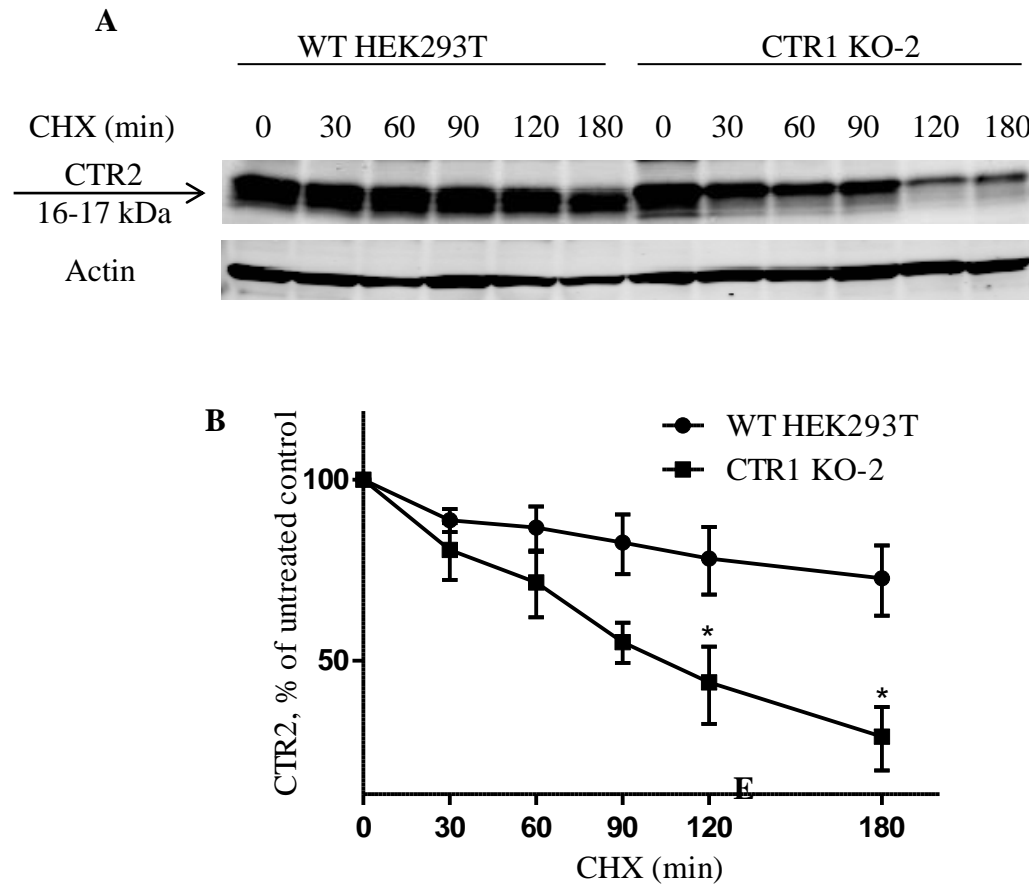 A
WT HEK293T CTR1 KO-2
CHX (min) 0 30 60 90 120 180 0 30 60 90 120 180
CTR2
16-17 kDa
Actin
B
WT HEK293T
CTR1 KO-2
CTR2, % of untreated control
100
50
*
*
E
0 30 60 90 120 180
CHX (min)